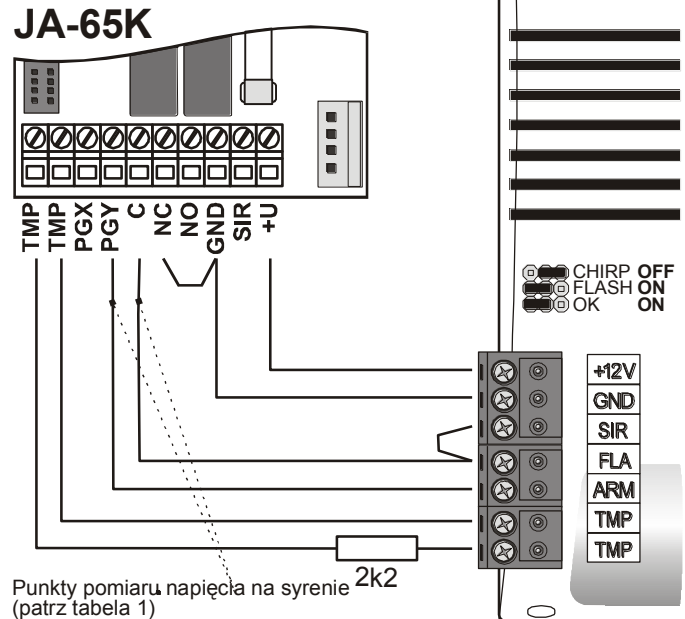 JA-65K
TMP
TMP
PGX
PGY
C
NC
NO
GND
SIR
+U
CHIRP OFF
FLASH ON
OK ON
+12V
GND
SIR
FLA
ARM
TMP
TMP
2k2
Punkty pomiaru napięcia na syrenie
(patrz tabela 1)